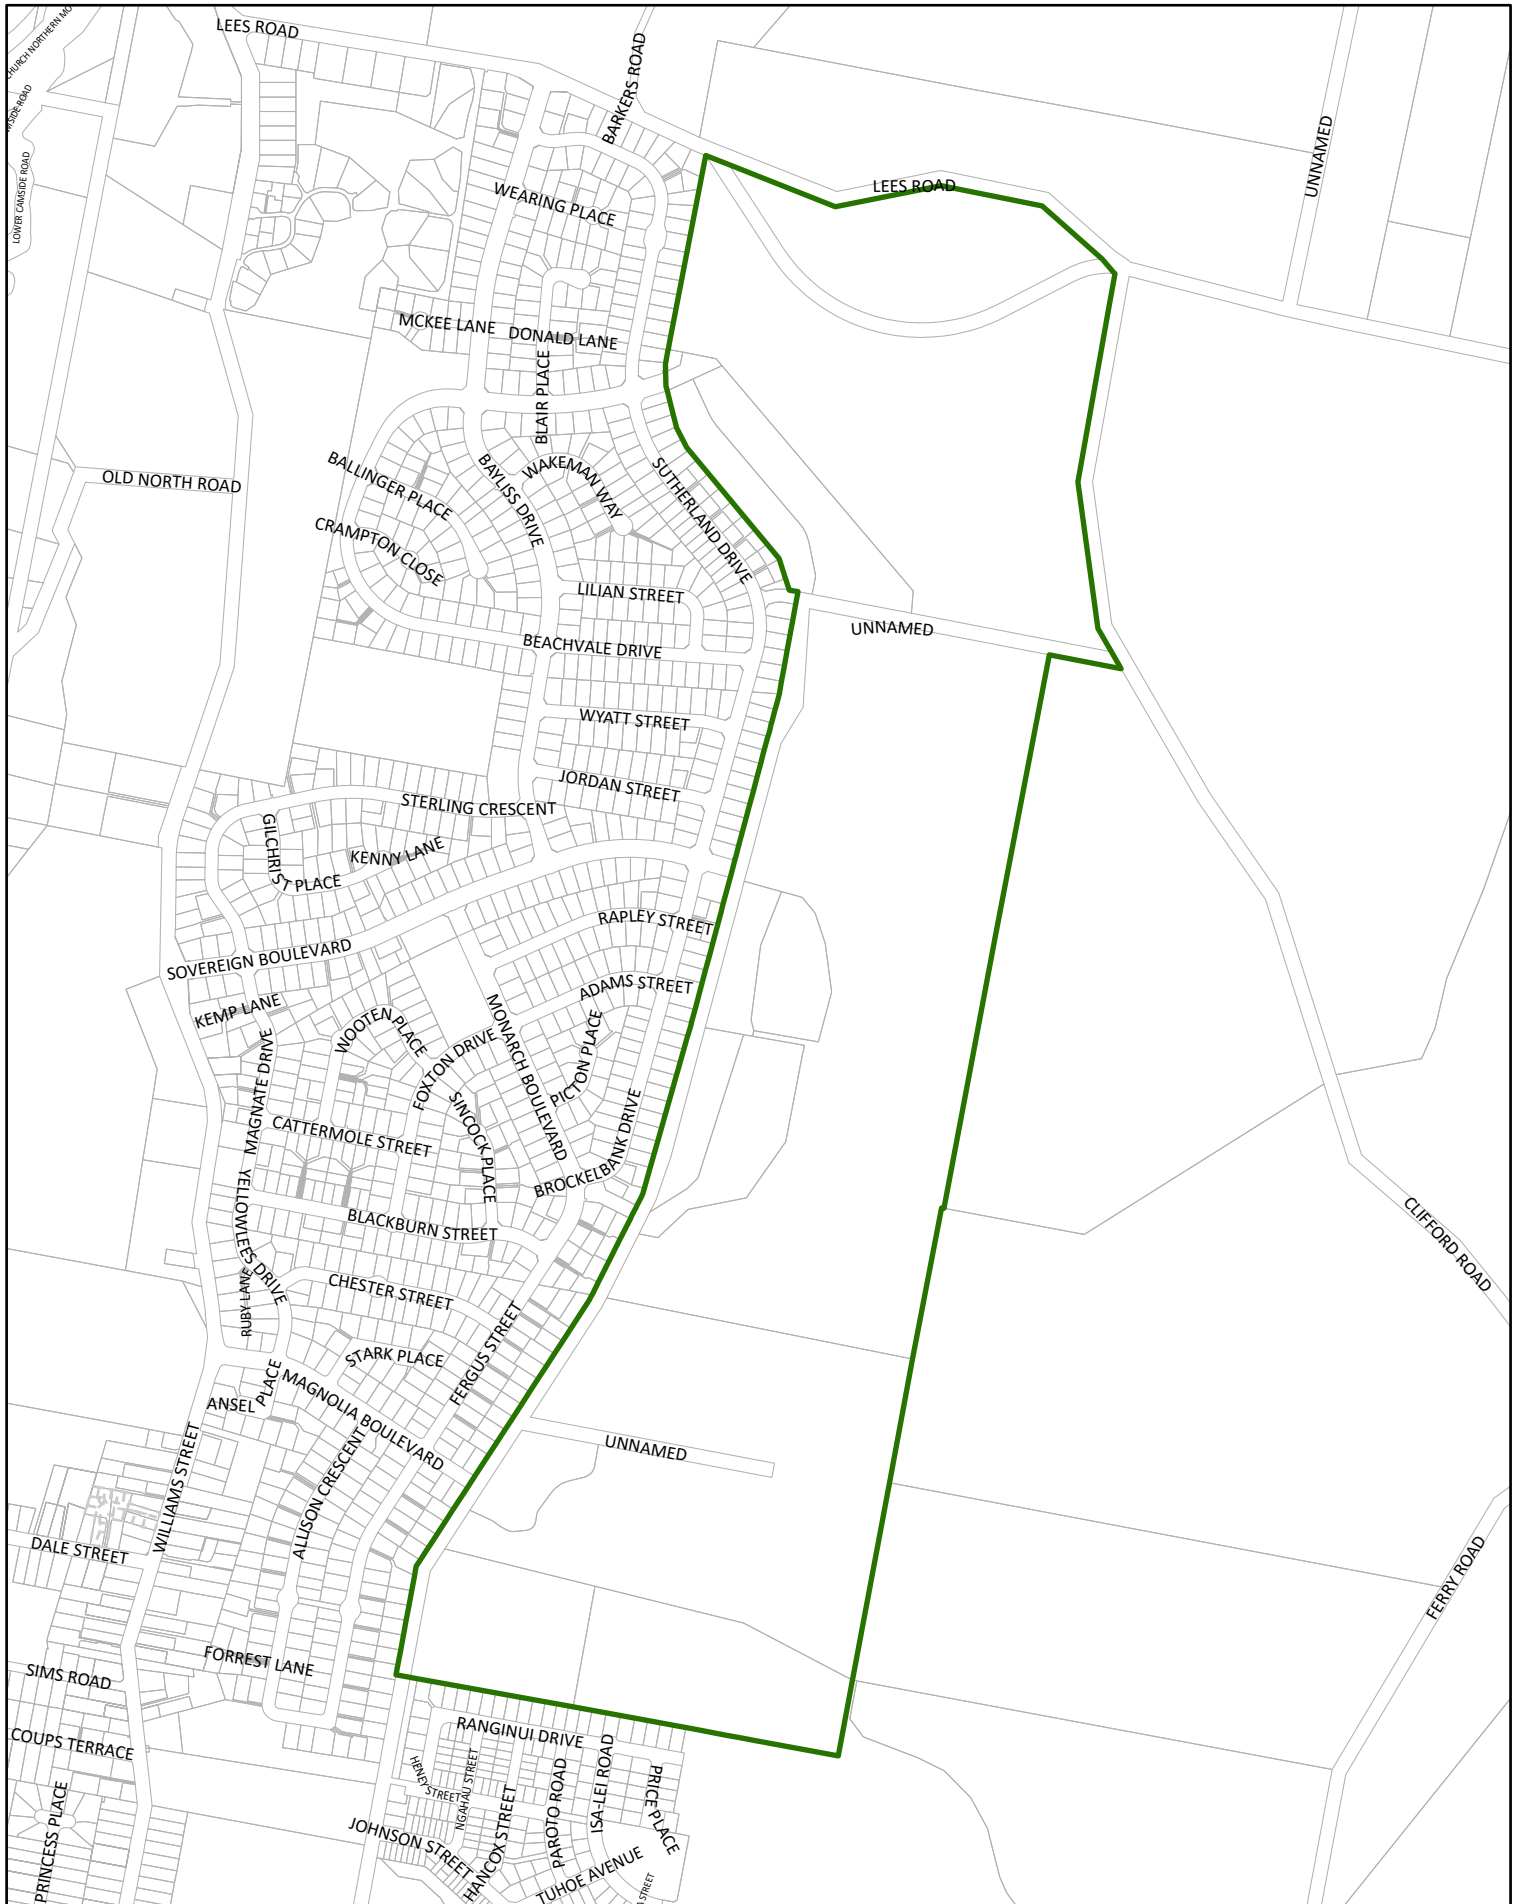 LEES ROAD
BARKERS ROAD
UNNAMED
LOWER CAMSIDE ROAD
WEARING PLACE
LEES ROAD
MCKEE LANE
DONALD LANE
BLAIR PLACE
OLD NORTH ROAD
BALLINGER PLACE
BAYLISS DRIVE
WAKEMAN WAY
SUTHERLAND DRIVE
CRAMPTON CLOSE
LILIAN STREET
UNNAMED
BEACHVALE DRIVE
WYATT STREET
JORDAN STREET
STERLING CRESCENT
GILCHRIST PLACE
KENNY LANE
RAPLEY STREET
SOVEREIGN BOULEVARD
ADAMS STREET
KEMP LANE
WOOTEN PLACE
MONARCH BOULEVARD
MAGNATE DRIVE
FOXTON DRIVE
PICTON PLACE
SINCOCK PLACE
CATTERMOLE STREET
BROCKELBANK DRIVE
YELLOWLEES DRIVE
BLACKBURN STREET
CLIFFORD ROAD
RUBY LANE
CHESTER STREET
STARK PLACE
FERGUS STREET
ANSEL PLACE
MAGNOLIA BOULEVARD
UNNAMED
WILLIAMS STREET
ALLISON CRESCENT
DALE STREET
FERRY ROAD
FORREST LANE
SIMS ROAD
COUPS TERRACE
RANGINUI DRIVE
HENEY STREET
NGAHAU STREET
ISA-LEI ROAD
PAROTO ROAD
PRICE PLACE
PRINCESS PLACE
JOHNSON STREET
HANCOX STREET
TUHOE AVENUE
STREET